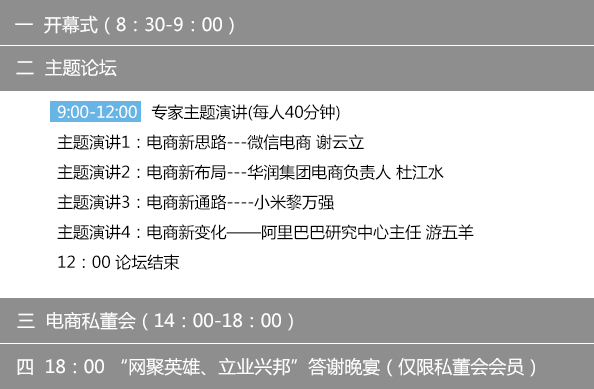 一 开幕式（8：30-9：00）
二 主题论坛
9:00-12:00 专家主题演讲(每人40分钟)
主题演讲1：电商新思路---微信电商 谢云立
主题演讲2：电商新布局---华润集团电商负责人 杜江水
主题演讲3：电商新通路----小米黎万强
主题演讲4：电商新变化——阿里巴巴研究中心主任 游五羊
12：00 论坛结束
三 电商私董会（14：00-18：00）
四 18：00 “网聚英雄、立业兴邦”答谢晚宴（仅限私董会会员）